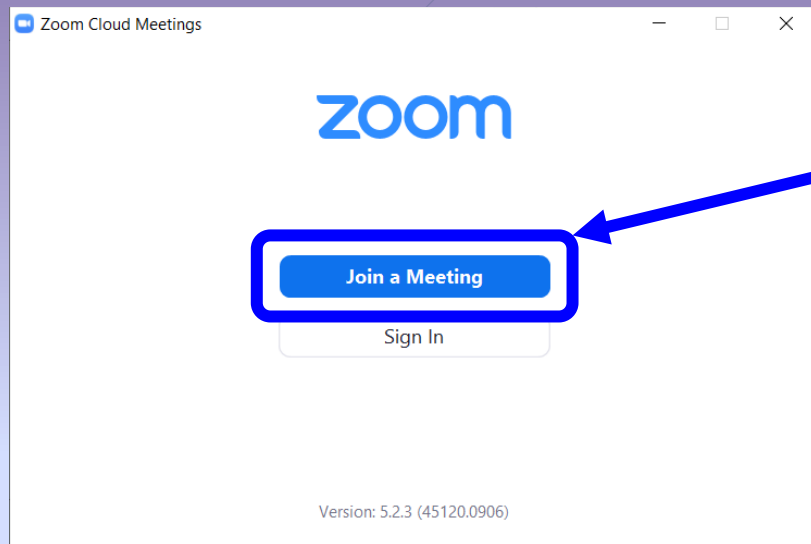 Zoom Cloud Meetings
zoom
Join a Meeting
Sign In
Version: 5.2.3 (45120.0906)